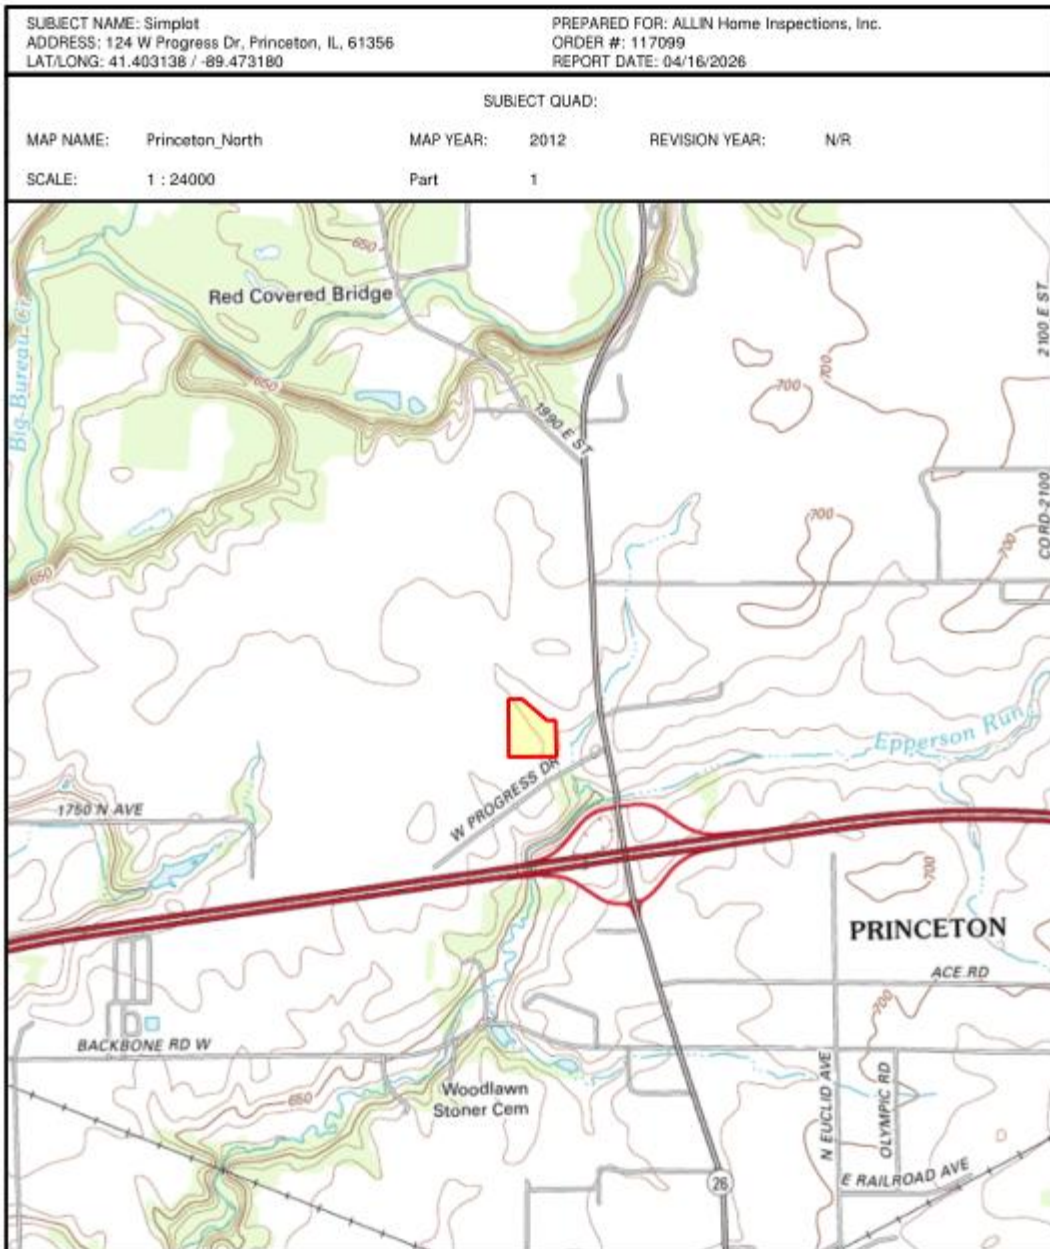 SUBJECT NAME: Simplot
ADDRESS: 124 W Progress Dr, Princeton, IL, 61356
LAT/LONG: 41.403138 / -89.473180
PREPARED FOR: ALLIN Home Inspections, Inc.
ORDER #: 117099
REPORT DATE: 04/16/2026
SUBJECT QUAD:
MAP NAME: Princeton_North MAP YEAR: 2012 REVISION YEAR: N/R
SCALE: 1 : 24000 Part 1
650
Red Covered Bridge
2100 E ST
Big Bureau Cr
700
700
650
1990 E ST
700
CORD-2100
700
650
Epperson Run
W PROGRESS DR
1750 N AVE
700
PRINCETON
ACE RD
700
BACKBONE RD W
Woodlawn
Stoner Cem
650
N EUCLID AVE
OLYMPIC RD
E RAILROAD AVE
26